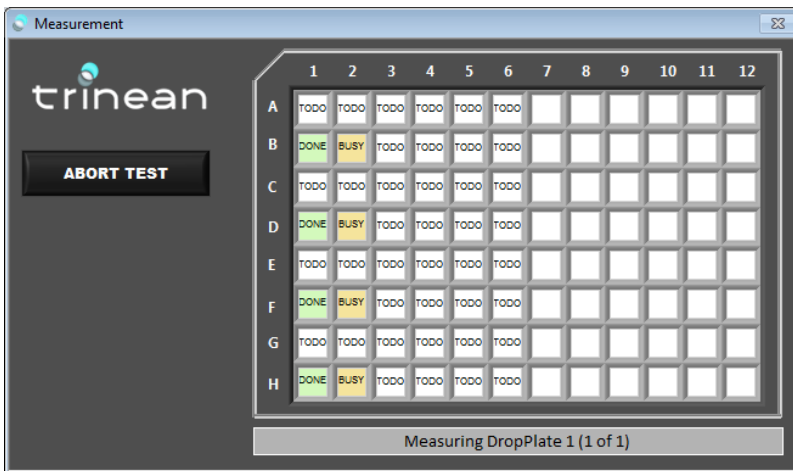 Measurement
trinean
ABORT TEST
1 2 3 4 5 6 7 8 9 10 11 12
A TODO TODO TODO TODO TODO TODO
B DONE BUSY TODO TODO TODO TODO
C TODO TODO TODO TODO TODO TODO
D DONE BUSY TODO TODO TODO TODO
E TODO TODO TODO TODO TODO TODO
F DONE BUSY TODO TODO TODO TODO
G TODO TODO TODO TODO TODO TODO
H DONE BUSY TODO TODO TODO TODO
Measuring DropPlate 1 (1 of 1)